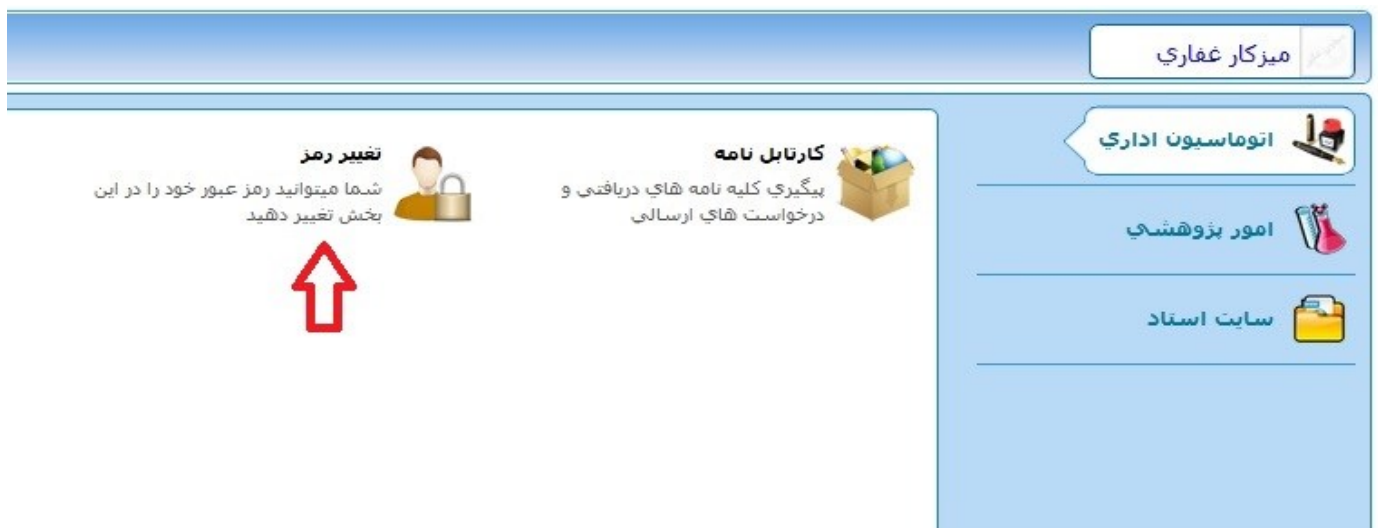 ميزكار غفاري
اتوماسيون اداري
امور پژوهشي
سايت استاد
كارتابل نامه
پيگيري كليه نامه هاي دريافتي و
درخواست هاي ارسالي
تغيير رمز
شما ميتوانيد رمز عبور خود را در اين
بخش تغيير دهيد